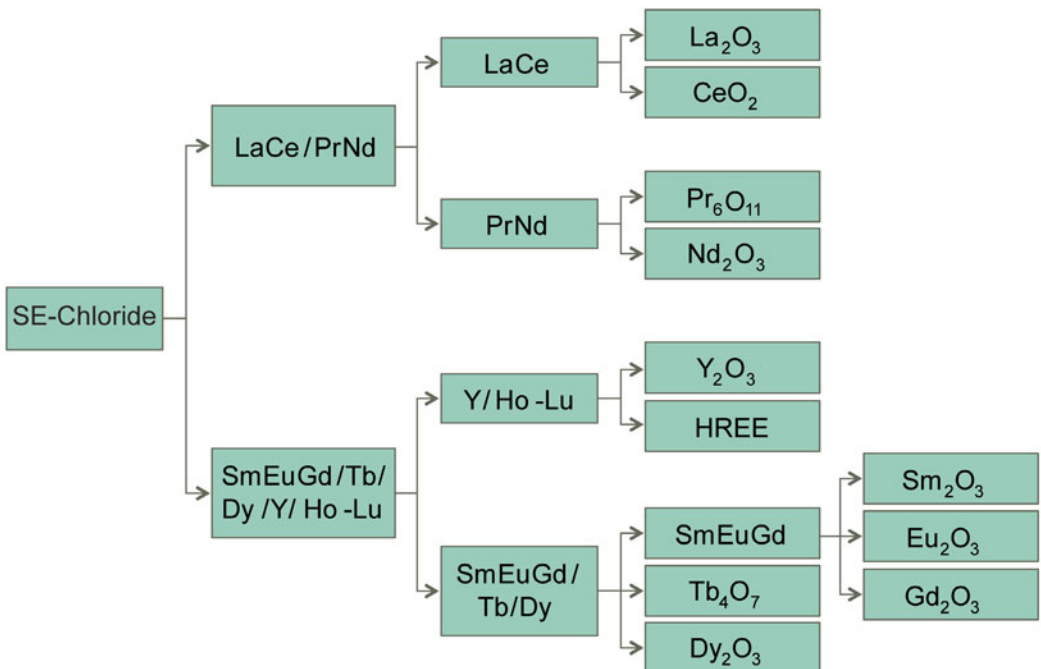 SE-Chloride
LaCe/PrNd
LaCe
La₂O₃
CeO₂
PrNd
Pr₆O₁₁
Nd₂O₃
SmEuGd/Tb/
Dy/Y/Ho-Lu
Y/Ho-Lu
Y₂O₃
HREE
SmEuGd/
Tb/Dy
SmEuGd
Sm₂O₃
Eu₂O₃
Gd₂O₃
Tb₄O₇
Dy₂O₃